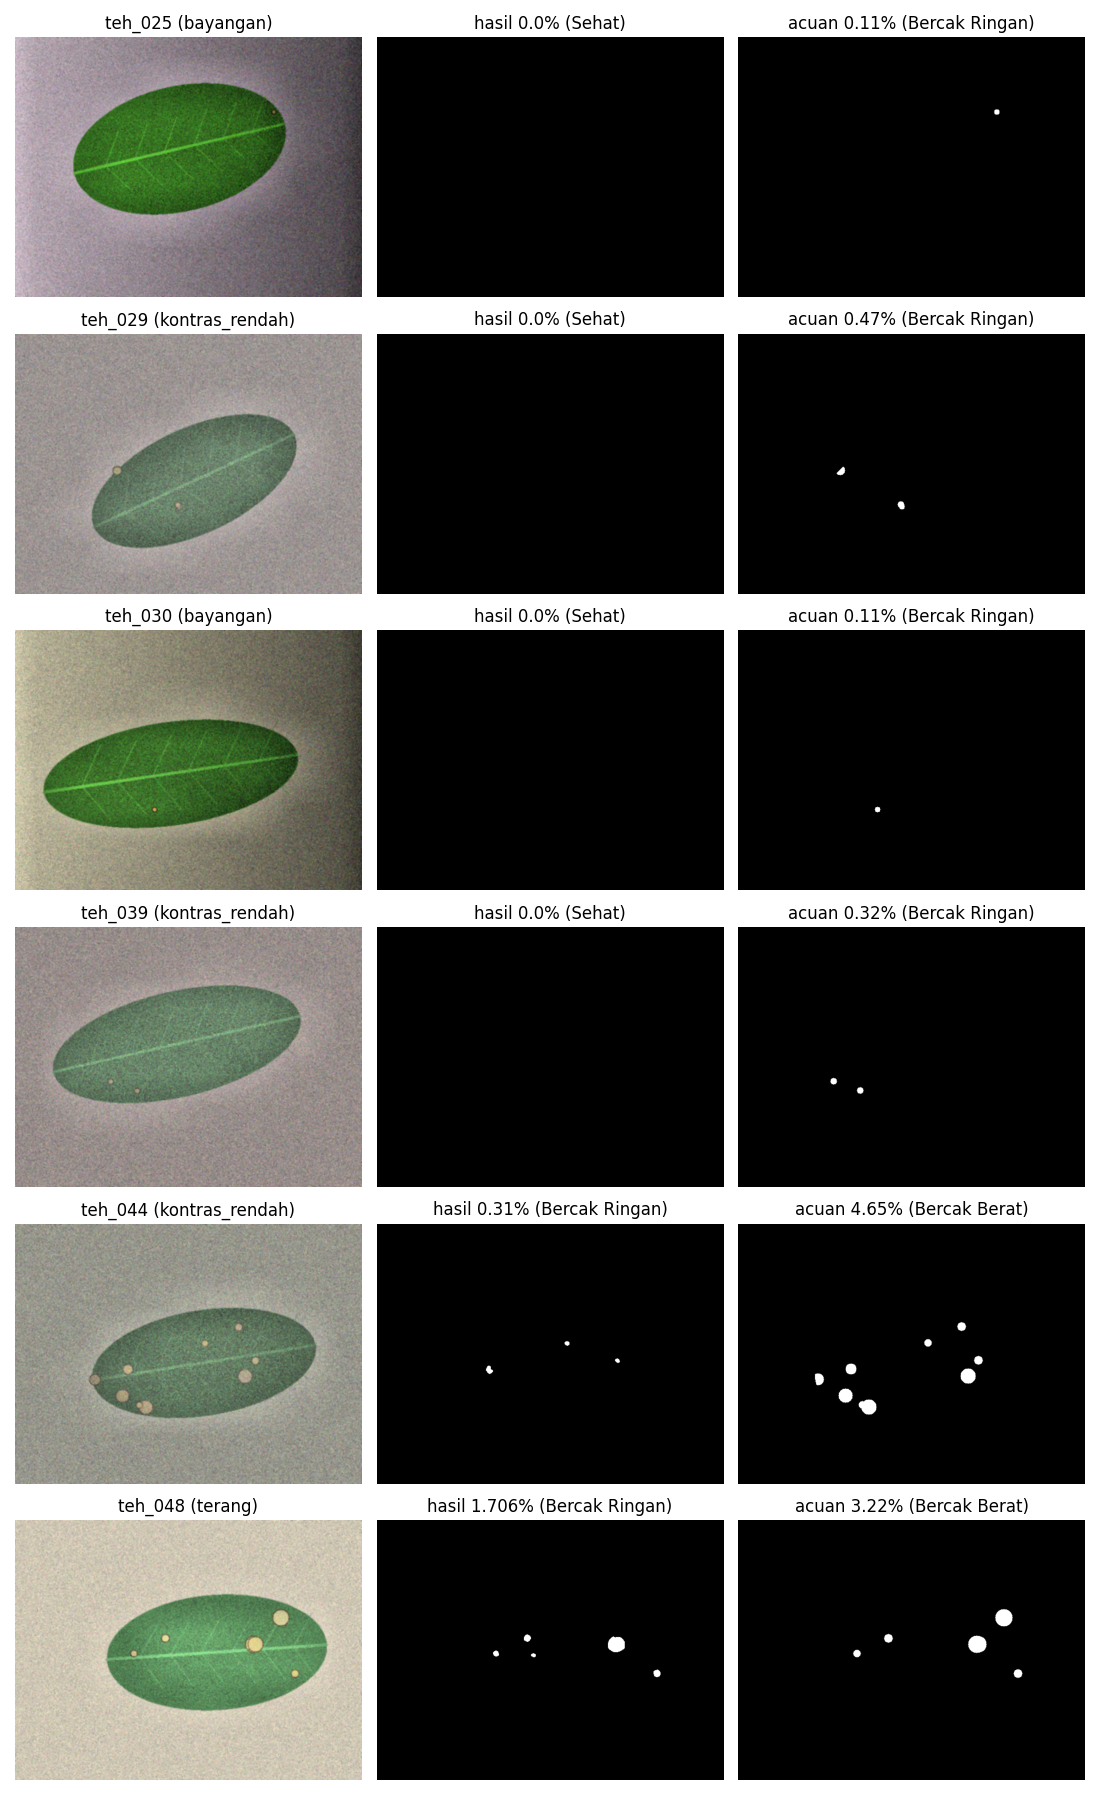 teh_025 (bayangan) hasil 0.0% (Sehat) acuan 0.11% (Bercak Ringan)
teh_029 (kontras_rendah) hasil 0.0% (Sehat) acuan 0.47% (Bercak Ringan)
teh_030 (bayangan) hasil 0.0% (Sehat) acuan 0.11% (Bercak Ringan)
teh_039 (kontras_rendah) hasil 0.0% (Sehat) acuan 0.32% (Bercak Ringan)
teh_044 (kontras_rendah) hasil 0.31% (Bercak Ringan) acuan 4.65% (Bercak Berat)
teh_048 (terang) hasil 1.706% (Bercak Ringan) acuan 3.22% (Bercak Berat)